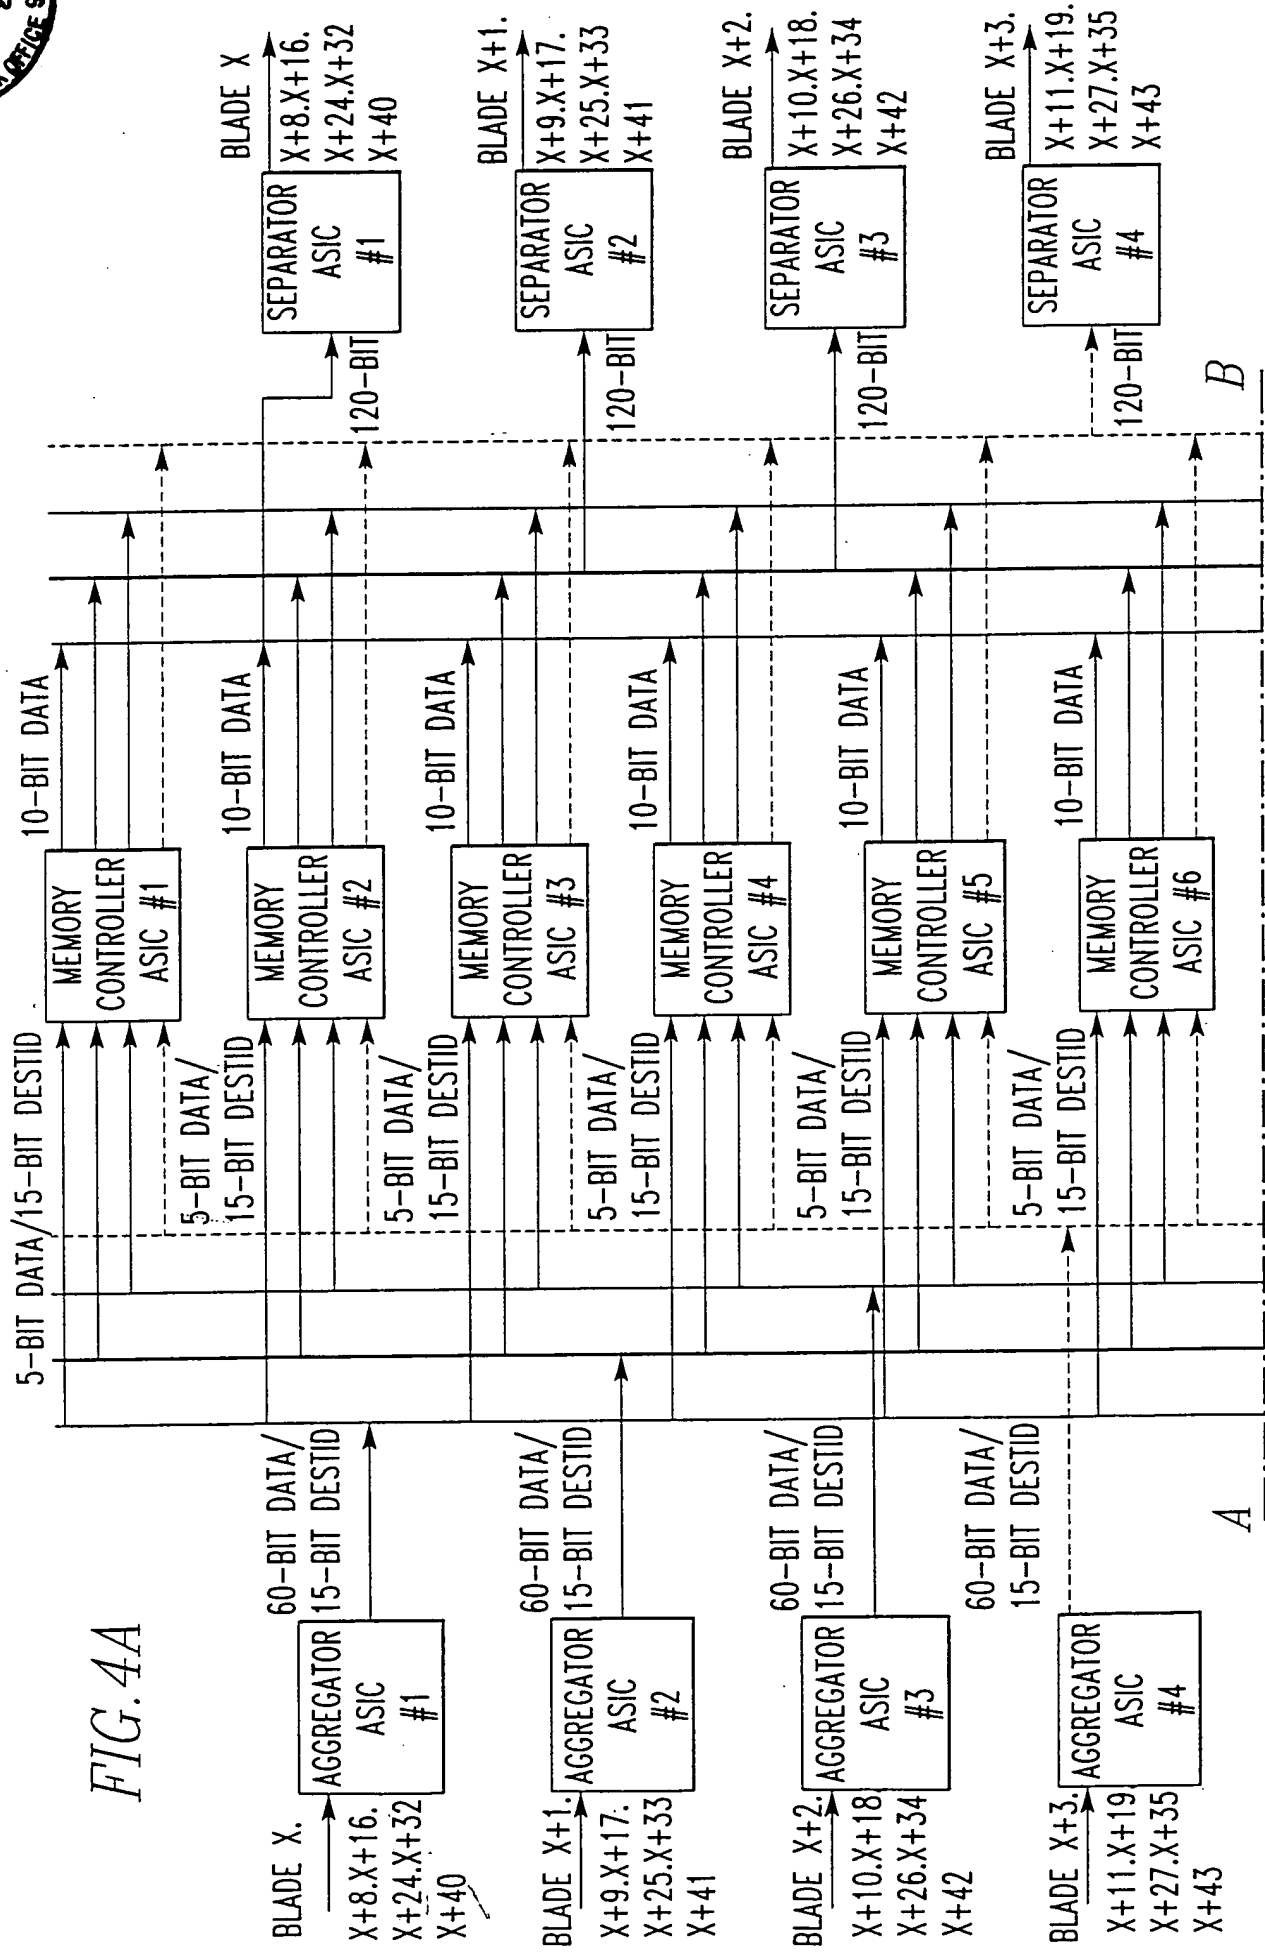 FIG. 4A
BLADE X.
X+8.X+16.
X+24.X+32
X+40
AGGREGATOR
ASIC
#1
60-BIT DATA/
15-BIT DESTID
BLADE X+1.
X+9.X+17.
X+25.X+33
X+41
AGGREGATOR
ASIC
#2
60-BIT DATA/
15-BIT DESTID
BLADE X+2.
X+10.X+18.
X+26.X+34
X+42
AGGREGATOR
ASIC
#3
60-BIT DATA/
15-BIT DESTID
BLADE X+3.
X+11.X+19
X+27.X+35
X+43
AGGREGATOR
ASIC
#4
60-BIT DATA/
15-BIT DESTID
5-BIT DATA/15-BIT DESTID
MEMORY
CONTROLLER
ASIC #1
10-BIT DATA
5-BIT DATA/
15-BIT DESTID
MEMORY
CONTROLLER
ASIC #2
10-BIT DATA
5-BIT DATA/
15-BIT DESTID
MEMORY
CONTROLLER
ASIC #3
10-BIT DATA
5-BIT DATA/
15-BIT DESTID
MEMORY
CONTROLLER
ASIC #4
10-BIT DATA
5-BIT DATA/
15-BIT DESTID
MEMORY
CONTROLLER
ASIC #5
10-BIT DATA
5-BIT DATA/
15-BIT DESTID
MEMORY
CONTROLLER
ASIC #6
10-BIT DATA
120-BIT
SEPARATOR
ASIC
#1
BLADE X
X+8.X+16.
X+24.X+32
X+40
120-BIT
SEPARATOR
ASIC
#2
BLADE X+1.
X+9.X+17.
X+25.X+33
X+41
120-BIT
SEPARATOR
ASIC
#3
BLADE X+2.
X+10.X+18.
X+26.X+34
X+42
120-BIT
SEPARATOR
ASIC
#4
BLADE X+3.
X+11.X+19.
X+27.X+35
X+43
A
B
OFFICE